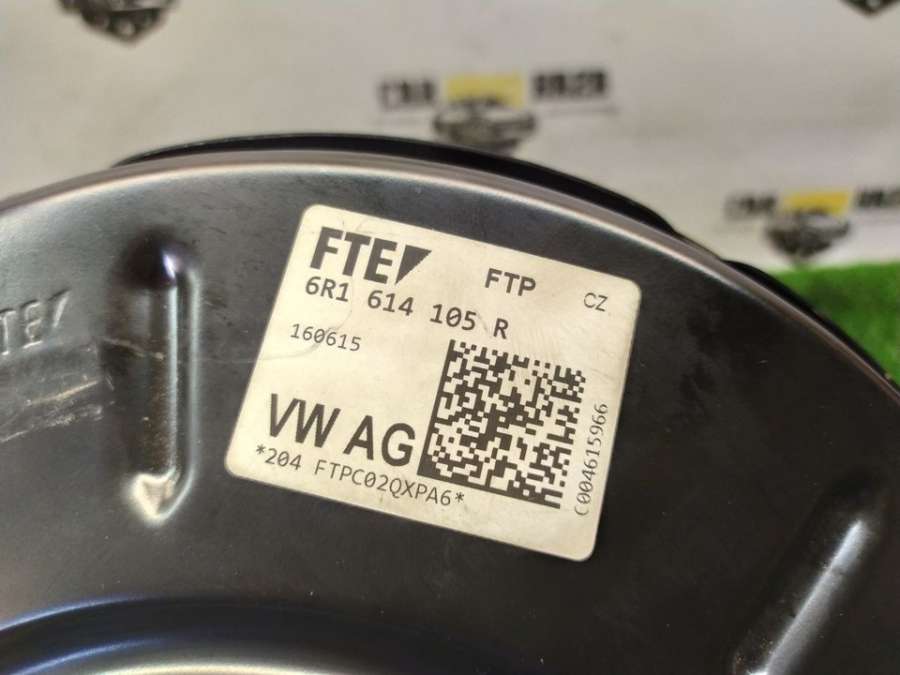 FTE
FTP
CZ
6R1 614 105 R
160615
VW AG
*204 FTPC02QXPA6*
C004615966